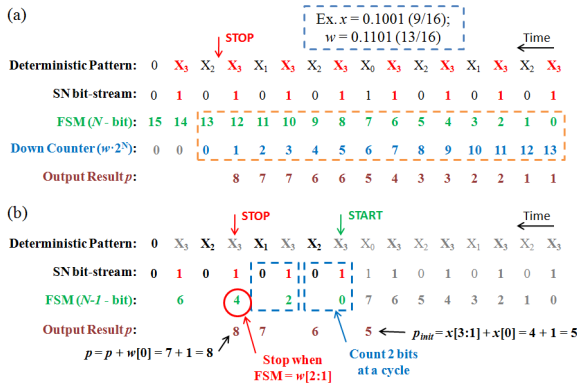 (a)
Ex. x = 0.1001 (9/16);
w = 0.1101 (13/16)
STOP
Time
Deterministic Pattern: 0 X3 X2 X3 X1 X3 X2 X3 X0 X3 X2 X3 X1 X3 X2 X3
SN bit-stream: 0 1 0 1 0 1 0 1 1 1 0 1 0 1 0 1
FSM (N - bit) 15 14 13 12 11 10 9 8 7 6 5 4 3 2 1 0
Down Counter (w·2^N): 0 0 0 1 2 3 4 5 6 7 8 9 10 11 12 13
Output Result p: 8 7 7 6 6 5 4 3 3 2 2 1 1
(b)
STOP
START
Time
Deterministic Pattern: 0 X3 X2 X3 X1 X3 X2 X3 X0 X3 X2 X3 X1 X3 X2 X3
SN bit-stream: 0 1 0 1 0 1 0 1 1 1 0 1 0 1 0 1
FSM (N-1 - bit): 6 4 2 0 7 6 5 4 3 2 1 0
Output Result p: 8 7 6 5
p_init = x[3:1] + x[0] = 4 + 1 = 5
p = p + w[0] = 7 + 1 = 8
Stop when
FSM = w[2:1]
Count 2 bits
at a cycle